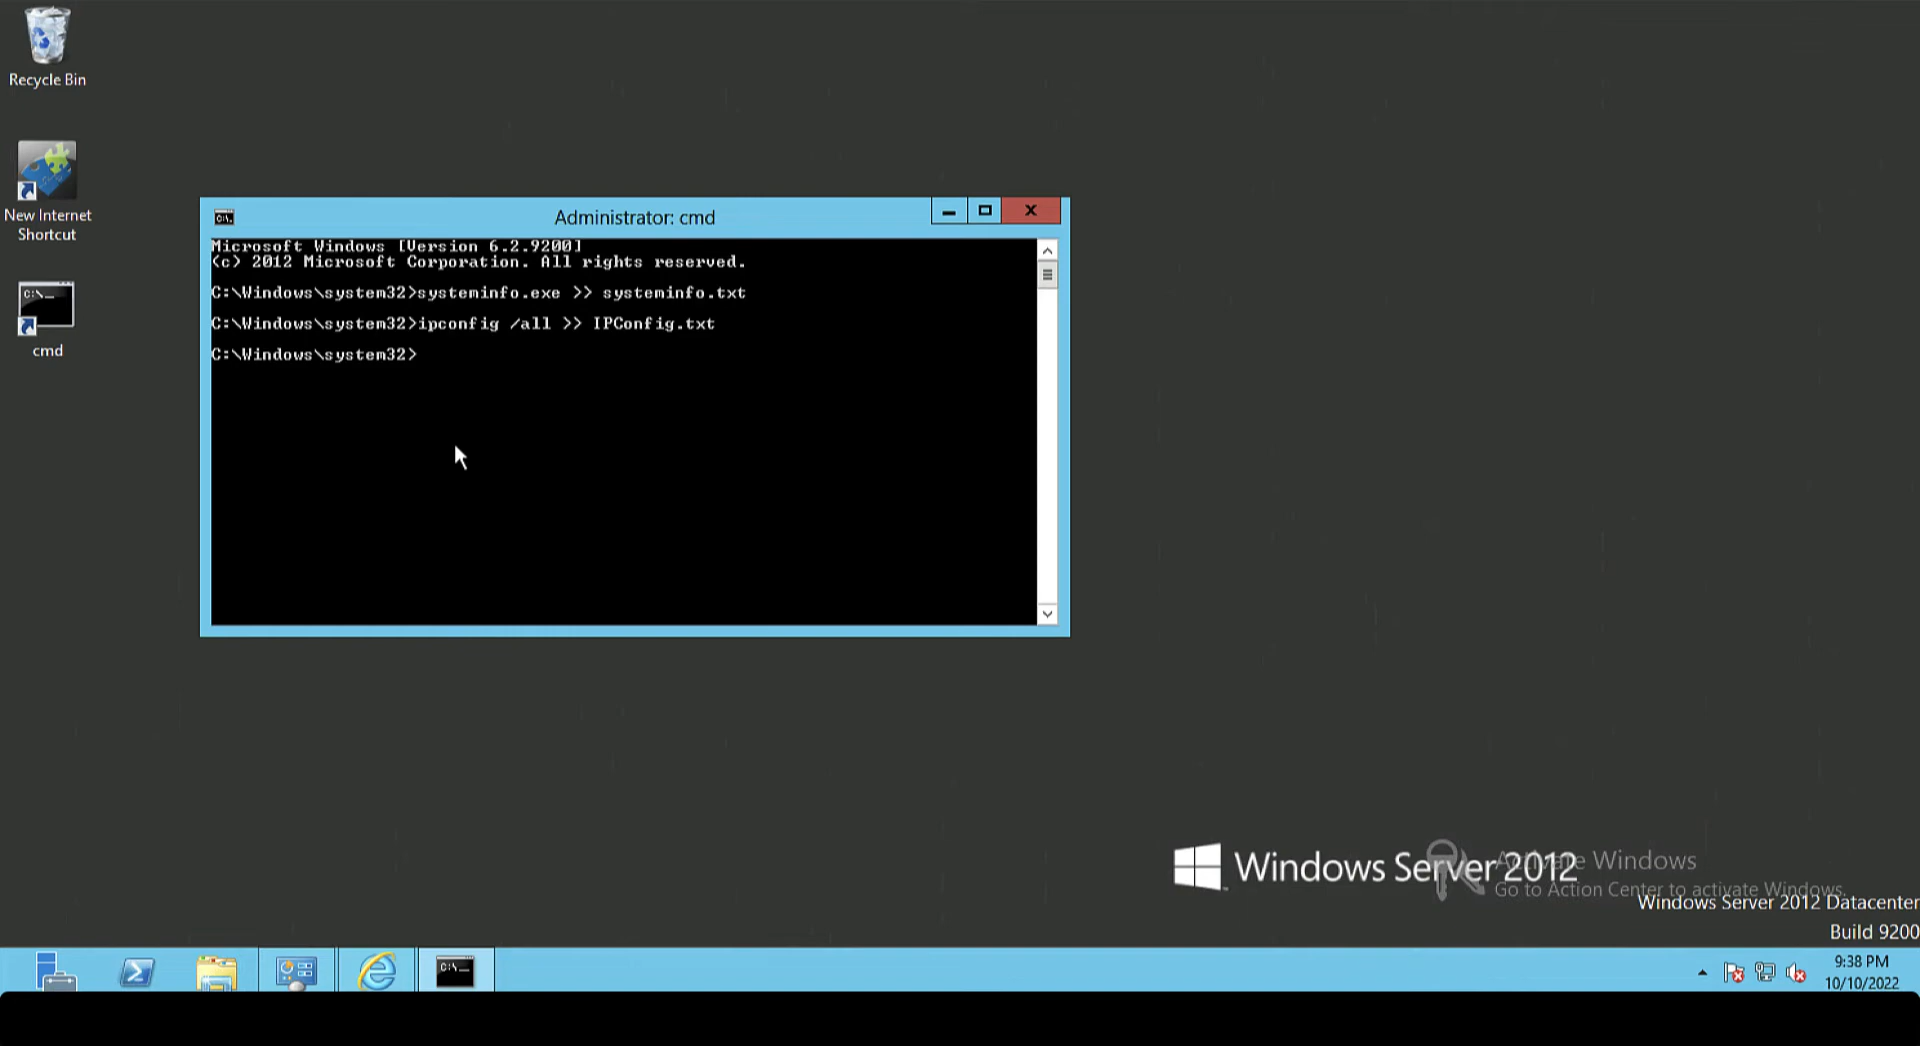 Recycle Bin
New Internet
Shortcut
cmd
Administrator: cmd
Microsoft Windows [Version 6.2.9200]
(c) 2012 Microsoft Corporation. All rights reserved.
C:\Windows\system32>systeminfo.exe >> systeminfo.txt
C:\Windows\system32>ipconfig /all >> IPConfig.txt
C:\Windows\system32>
Windows Server 2012
Activate Windows
Go to Action Center to activate Windows.
Windows Server 2012 Datacenter
Build 9200
9:38 PM
10/10/2022